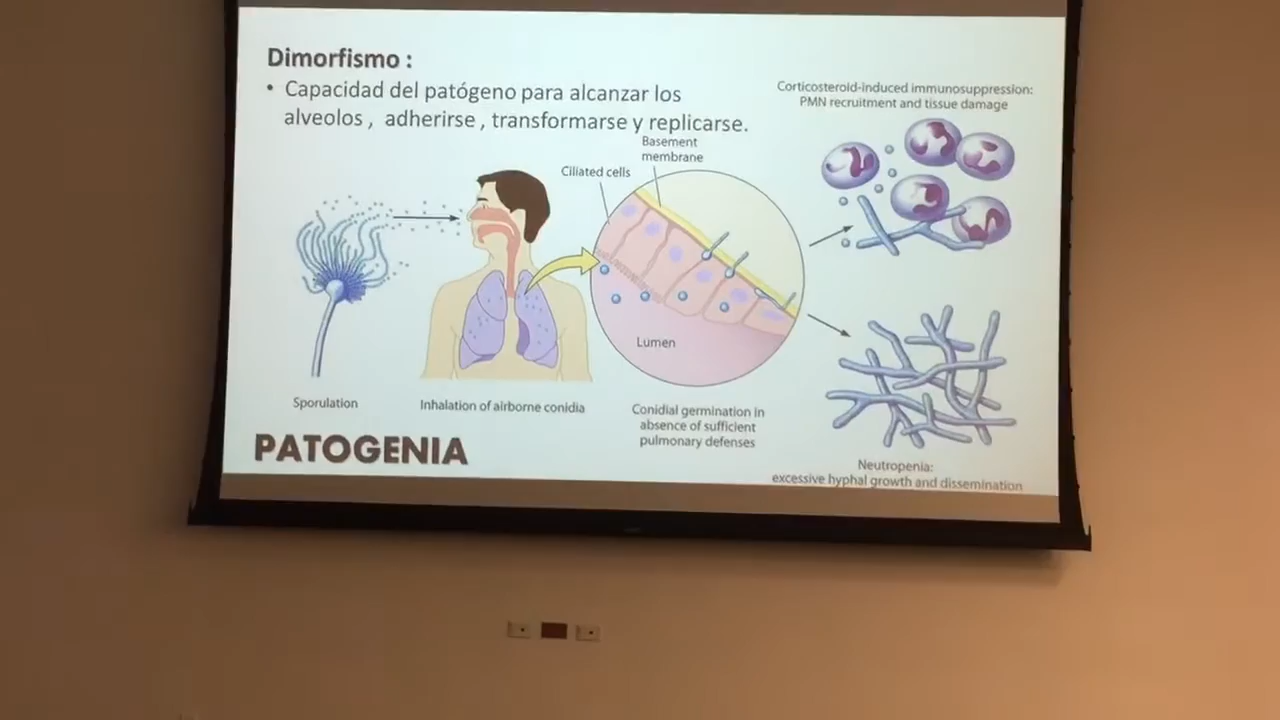 Dimorfismo :
• Capacidad del patógeno para alcanzar los
alveolos , adherirse , transformarse y replicarse.
Corticosteroid-induced immunosuppression:
PMN recruitment and tissue damage
Basement
membrane
Ciliated cells
Lumen
Sporulation
Inhalation of airborne conidia
Conidial germination in
absence of sufficient
pulmonary defenses
Neutropenia:
excessive hyphal growth and dissemination
PATOGENIA